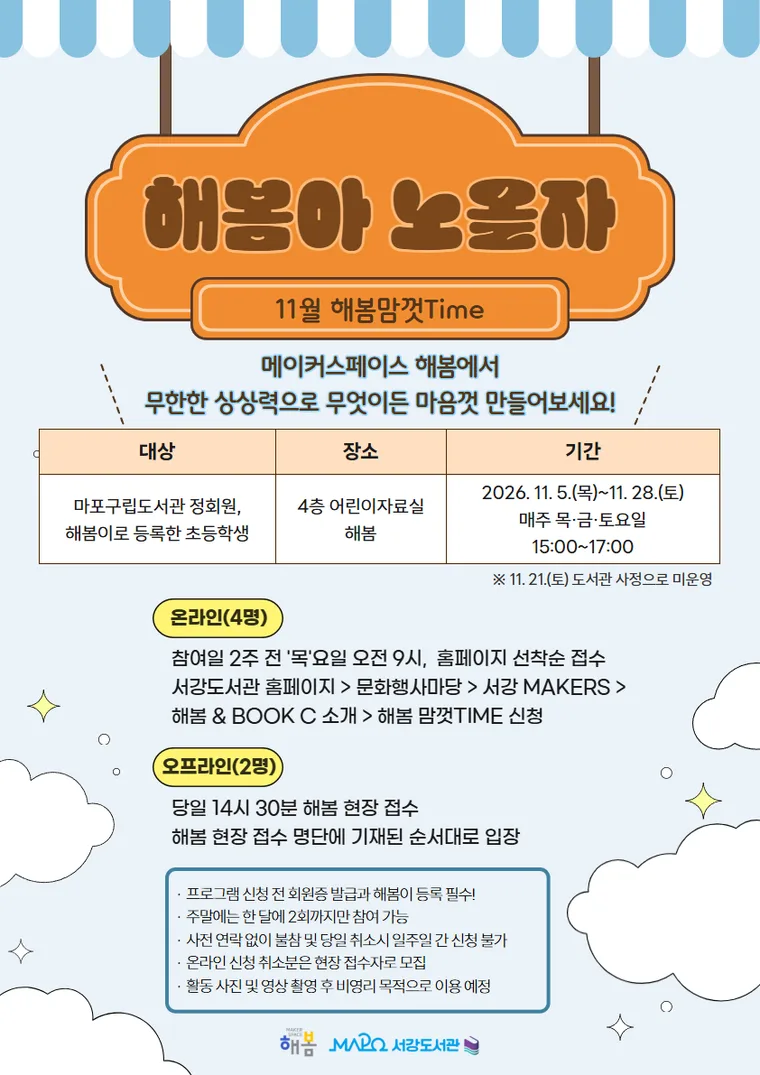 해봄아 노올자
11월 해봄맘껏Time
메이커스페이스 해봄에서
무한한 상상력으로 무엇이든 마음껏 만들어보세요!
대상
장소
기간
마포구립도서관 정회원,
해봄이로 등록한 초등학생
4층 어린이자료실
해봄
2026. 11. 5.(목)~11. 28.(토)
매주 목·금·토요일
15:00~17:00
※ 11. 21.(토) 도서관 사정으로 미운영
온라인(4명)
참여일 2주 전 '목'요일 오전 9시, 홈페이지 선착순 접수
서강도서관 홈페이지 > 문화행사마당 > 서강 MAKERS >
해봄 & BOOK C 소개 > 해봄 맘껏TIME 신청
오프라인(2명)
당일 14시 30분 해봄 현장 접수
해봄 현장 접수 명단에 기재된 순서대로 입장
· 프로그램 신청 전 회원증 발급과 해봄이 등록 필수!
· 주말에는 한 달에 2회까지만 참여 가능
· 사전 연락 없이 불참 및 당일 취소시 일주일 간 신청 불가
· 온라인 신청 취소분은 현장 접수자로 모집
· 활동 사진 및 영상 촬영 후 비영리 목적으로 이용 예정
MAKER SPACE
해봄
MAPO 서강도서관